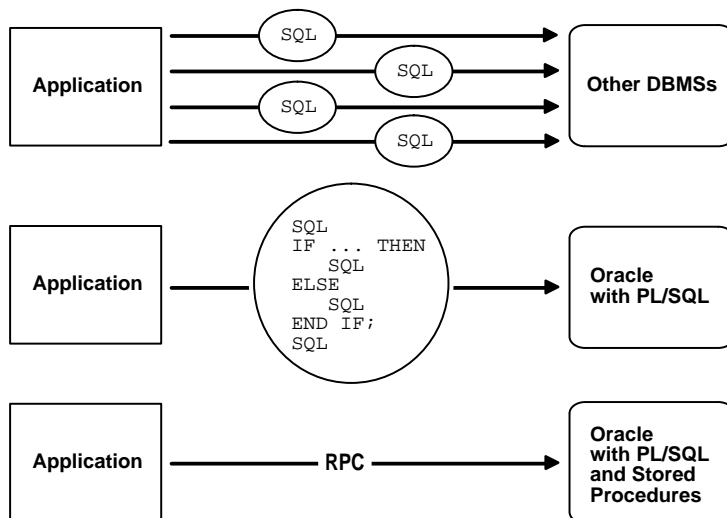 Application
SQL
SQL
SQL
SQL
Other DBMSs
Application
SQL
IF ... THEN
    SQL
ELSE
    SQL
END IF;
SQL
Oracle
with PL/SQL
Application
RPC
Oracle
with PL/SQL
and Stored
Procedures